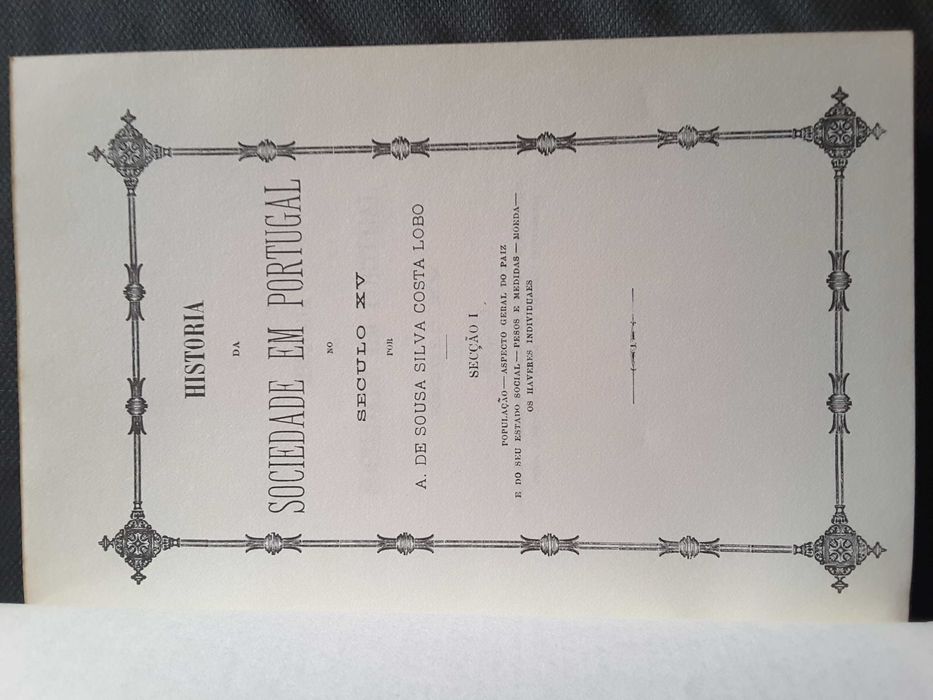 HISTORIA
DA
SOCIEDADE EM PORTUGAL
NO
SECULO XV
POR
A. DE SOUSA SILVA COSTA LOBO
SECÇÃO I
POPULAÇÃO — ASPECTO GERAL DO PAIZ
E DO SEU ESTADO SOCIAL — PESOS E MEDIDAS — MOEDA —
OS HAVERES INDIVIDUAES